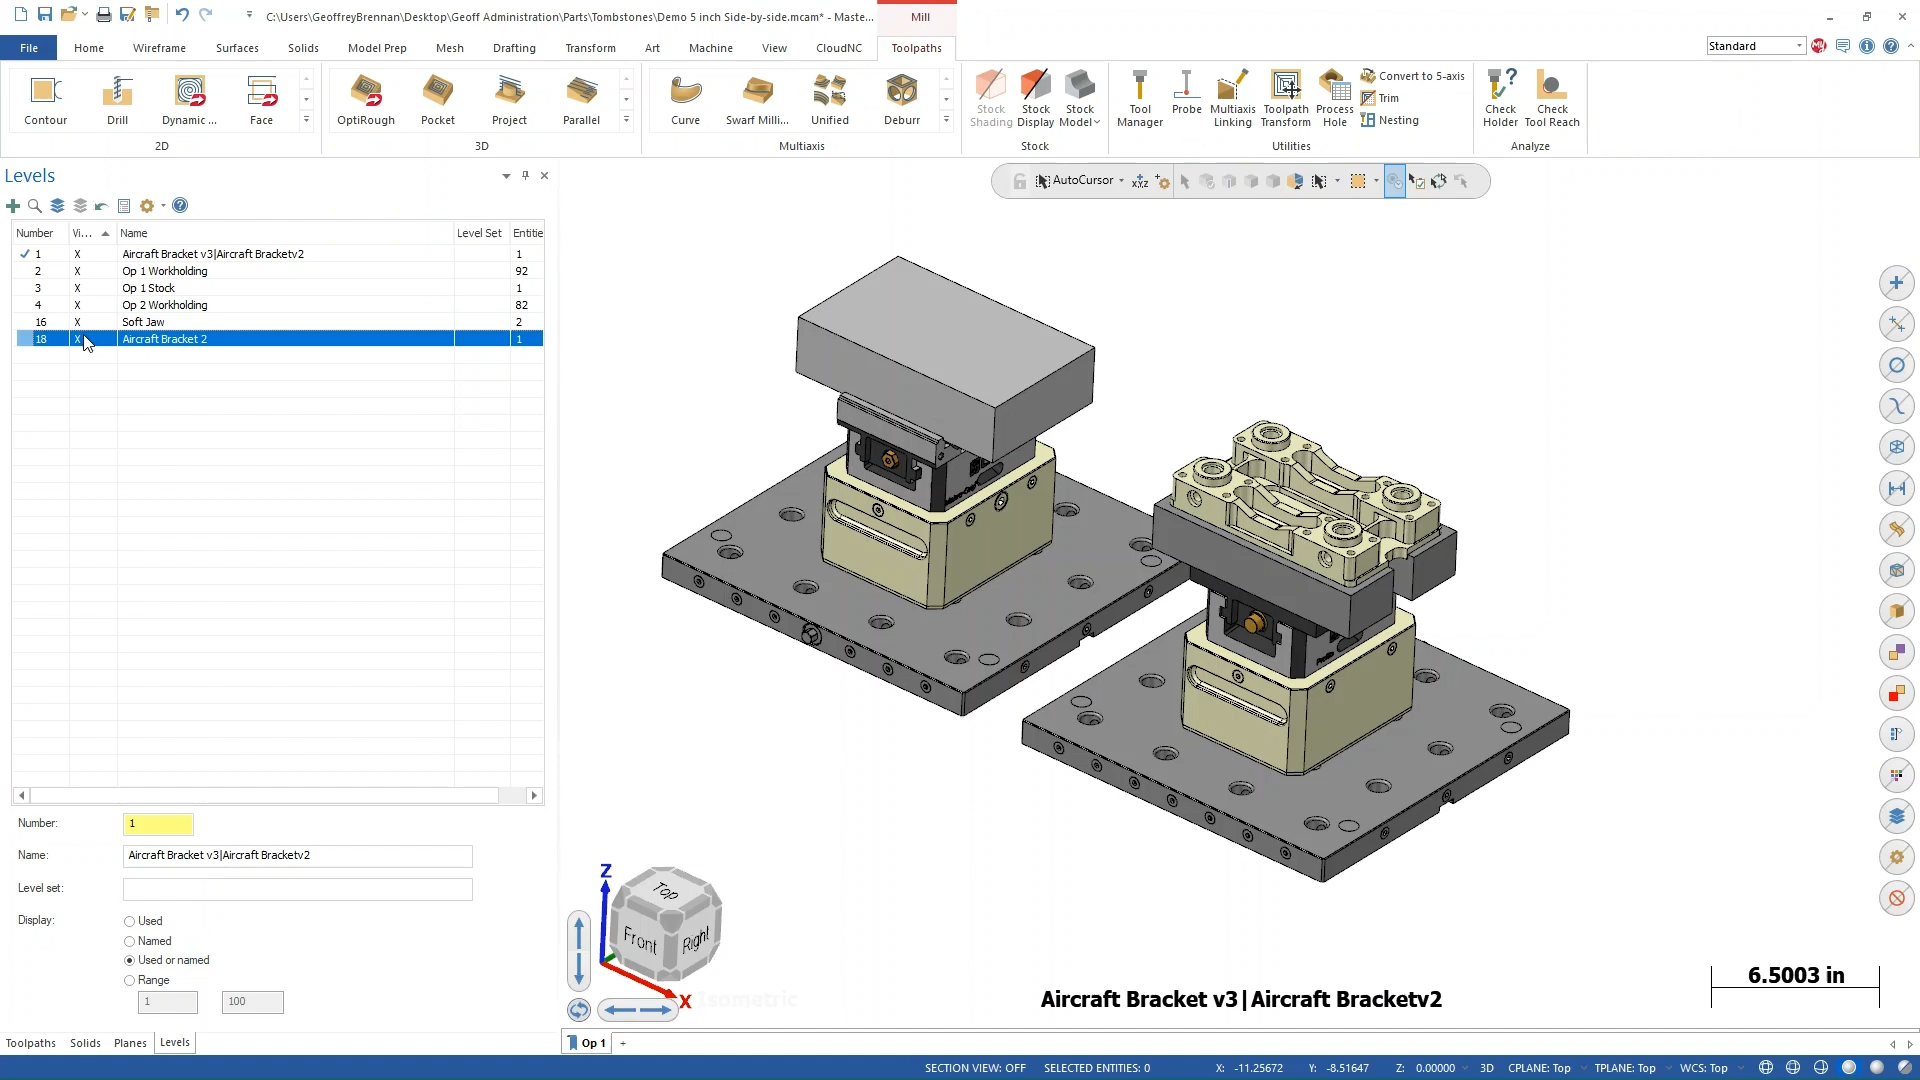 C:\Users\GeoffreyBrennan\Desktop\Geoff Administration\Parts\Tombstones\Demo 5 inch Side-by-side.mcam* - Maste...
Mill
File
Home
Wireframe
Surfaces
Solids
Model Prep
Mesh
Drafting
Transform
Art
Machine
View
CloudNC
Toolpaths
Standard
Contour
Drill
Dynamic ...
Face
2D
OptiRough
Pocket
Project
Parallel
3D
Curve
Swarf Milli...
Unified
Deburr
Multiaxis
Stock Shading
Stock Display
Stock Model
Stock
Tool Manager
Probe
Multiaxis Linking
Toolpath Transform
Process Hole
Convert to 5-axis
Trim
Nesting
Utilities
Check Holder
Check Tool Reach
Analyze
Levels
AutoCursor
Number Vi... Name Level Set Entitie
1 X Aircraft Bracket v3|Aircraft Bracketv2 1
2 X Op 1 Workholding 92
3 X Op 1 Stock 1
4 X Op 2 Workholding 82
16 X Soft Jaw 2
18 X Aircraft Bracket 2 1
Number: 1
Name: Aircraft Bracket v3|Aircraft Bracketv2
Level set:
Display:
Used
Named
Used or named
Range
1 100
Z
Top
Front
Right
X
Isometric
Aircraft Bracket v3|Aircraft Bracketv2
6.5003 in
Toolpaths Solids Planes Levels
Op 1 +
SECTION VIEW: OFF SELECTED ENTITIES: 0 X: -11.25672 Y: -8.51647 Z: 0.00000 3D CPLANE: Top TPLANE: Top WCS: Top